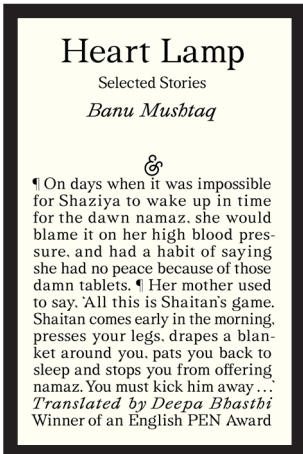 Heart Lamp
Selected Stories
Banu Mushtaq
&
¶ On days when it was impossible
for Shaziya to wake up in time
for the dawn namaz, she would
blame it on her high blood pres-
sure, and had a habit of saying
she had no peace because of those
damn tablets. ¶ Her mother used
to say, ‘All this is Shaitan’s game.
Shaitan comes early in the morning,
presses your legs, drapes a blan-
ket around you, pats you back to
sleep and stops you from offering
namaz. You must kick him away . . .’
Translated by Deepa Bhasthi
Winner of an English PEN Award